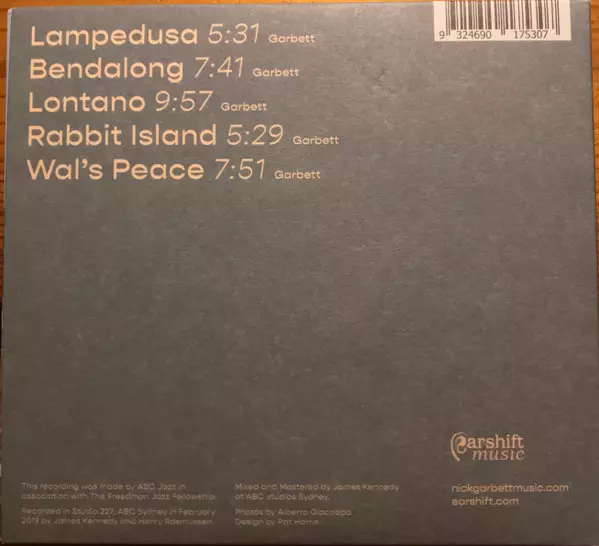 Lampedusa 5:31 Garbett
Bendalong 7:41 Garbett
Lontano 9:57 Garbett
Rabbit Island 5:29 Garbett
Wal's Peace 7:51 Garbett
9 324690 175307
earshift
music
This recording was made by ABC Jazz in
association with The Freedman Jazz Fellowship.
Recorded in Studio 227, ABC Sydney in February
2019 by James Kennedy and Henry Rasmussen.
Mixed and Mastered by James Kennedy
at ABC studios Sydney.
Photos by Alberto Giacobpe
Design by Pat Harris
nickgarbettmusic.com
earshift.com